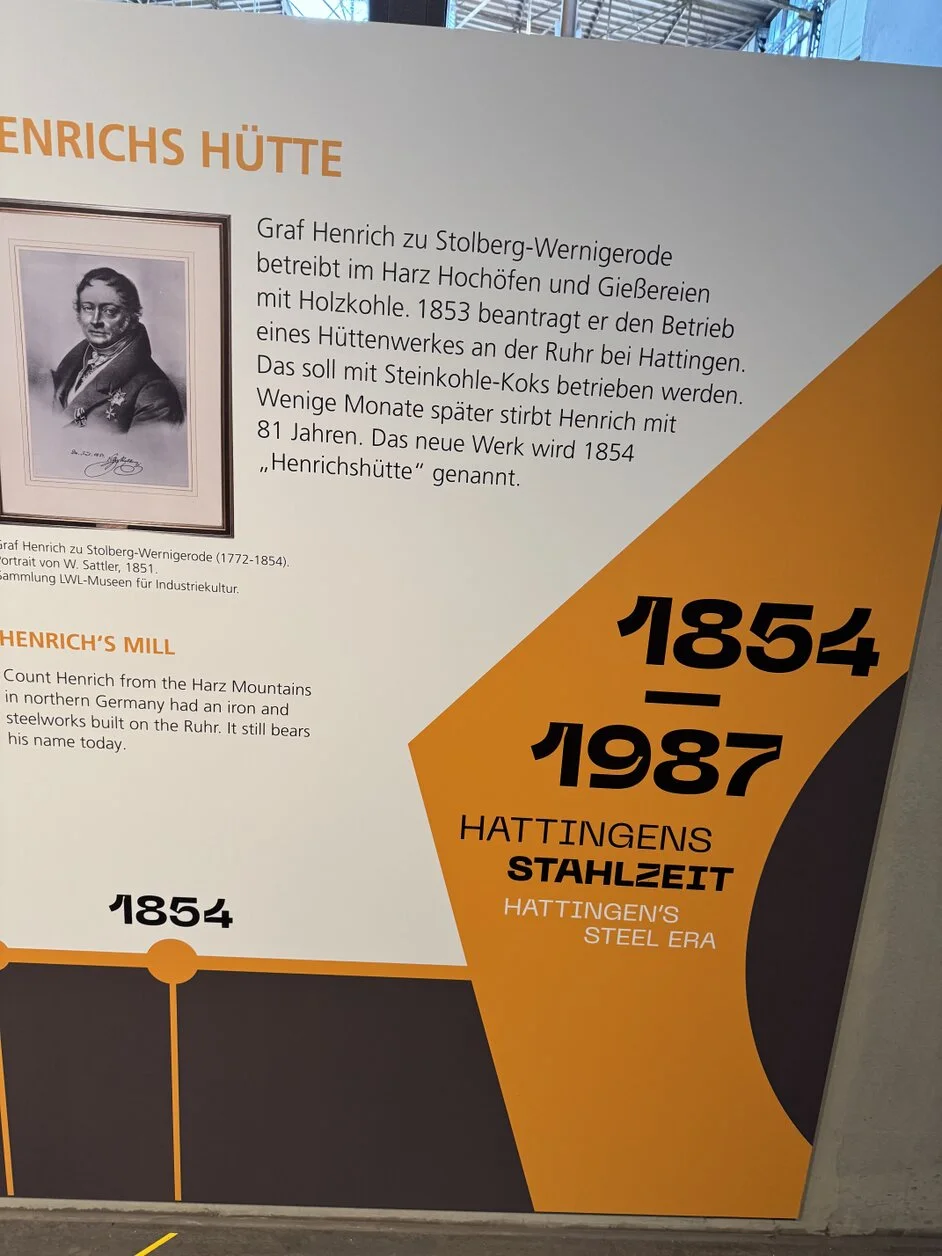 ENRICHS HÜTTE
Graf Henrich zu Stolberg-Wernigerode
betreibt im Harz Hochöfen und Gießereien
mit Holzkohle. 1853 beantragt er den Betrieb
eines Hüttenwerkes an der Ruhr bei Hattingen.
Das soll mit Steinkohle-Koks betrieben werden.
Wenige Monate später stirbt Henrich mit
81 Jahren. Das neue Werk wird 1854
„Henrichshütte“ genannt.
Graf Henrich zu Stolberg-Wernigerode (1772-1854).
Portrait von W. Sattler, 1851.
Sammlung LWL-Museen für Industriekultur.
HENRICH'S MILL
Count Henrich from the Harz Mountains
in northern Germany had an iron and
steelworks built on the Ruhr. It still bears
his name today.
1854
1854
–
1987
HATTINGENS
STAHLZEIT
HATTINGEN'S
STEEL ERA